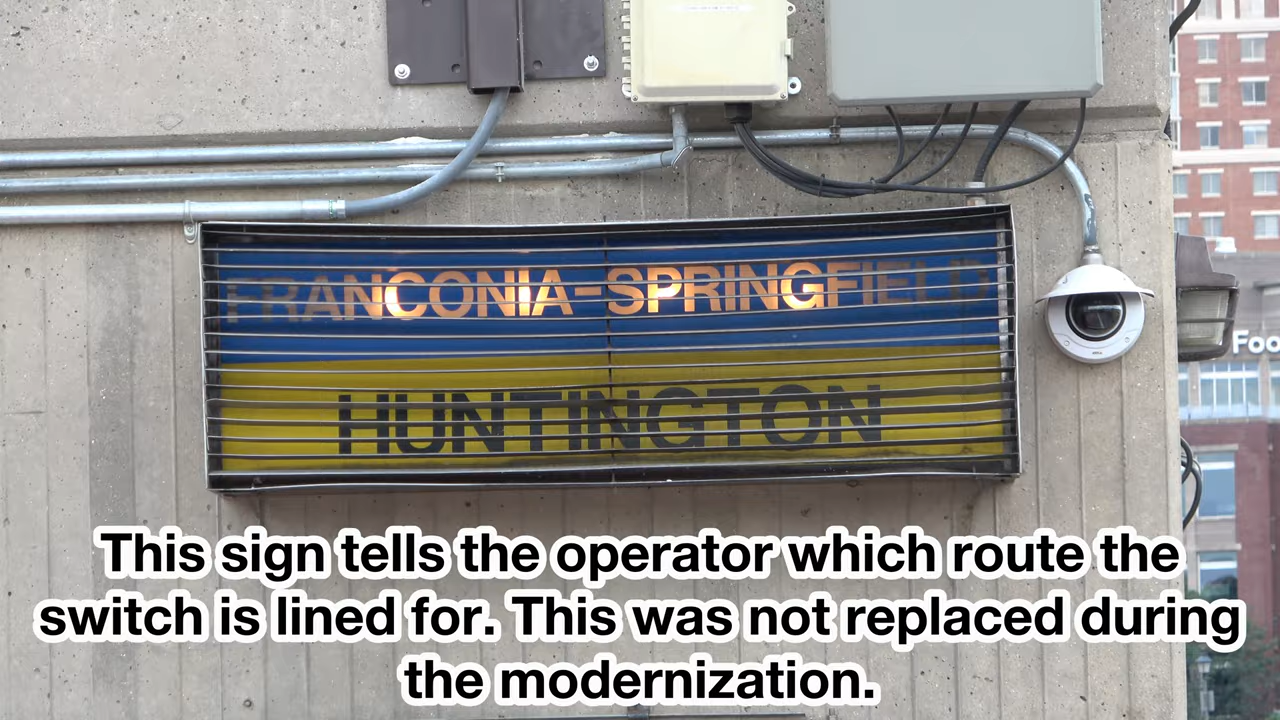 FRANCONIA-SPRINGFIELD
HUNTINGTON
Foo
This sign tells the operator which route the
switch is lined for. This was not replaced during
the modernization.